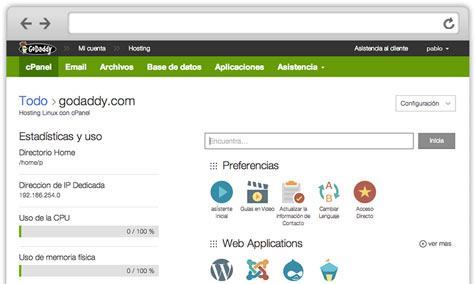 GoDaddy Mi cuenta Hosting Asistencia al cliente pablo
cPanel Email Archivos Base de datos Aplicaciones Asistencia
Todo > godaddy.com
Hosting Linux con cPanel
Configuración
Estadísticas y uso
Directorio Home
/home/p
Direccion de IP Dedicada
192.186.254.0
Uso de la CPU
0 / 100 %
Uso de memoria física
0 / 100 %
Encuentra...
Inicia
Preferencias
asistente inicial
Guias en Video
Actualizar la información de Contacto
Cambiar Lenguaje
Acceso Directo
Web Applications
ver mas